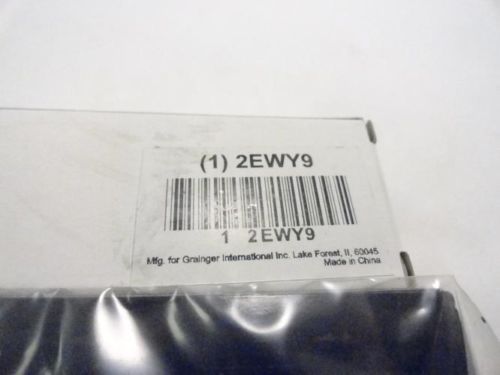 (1) 2EWY9
1 2EWY9
Mfg. for Grainger International Inc. Lake Forest, Il, 60045
Made in China